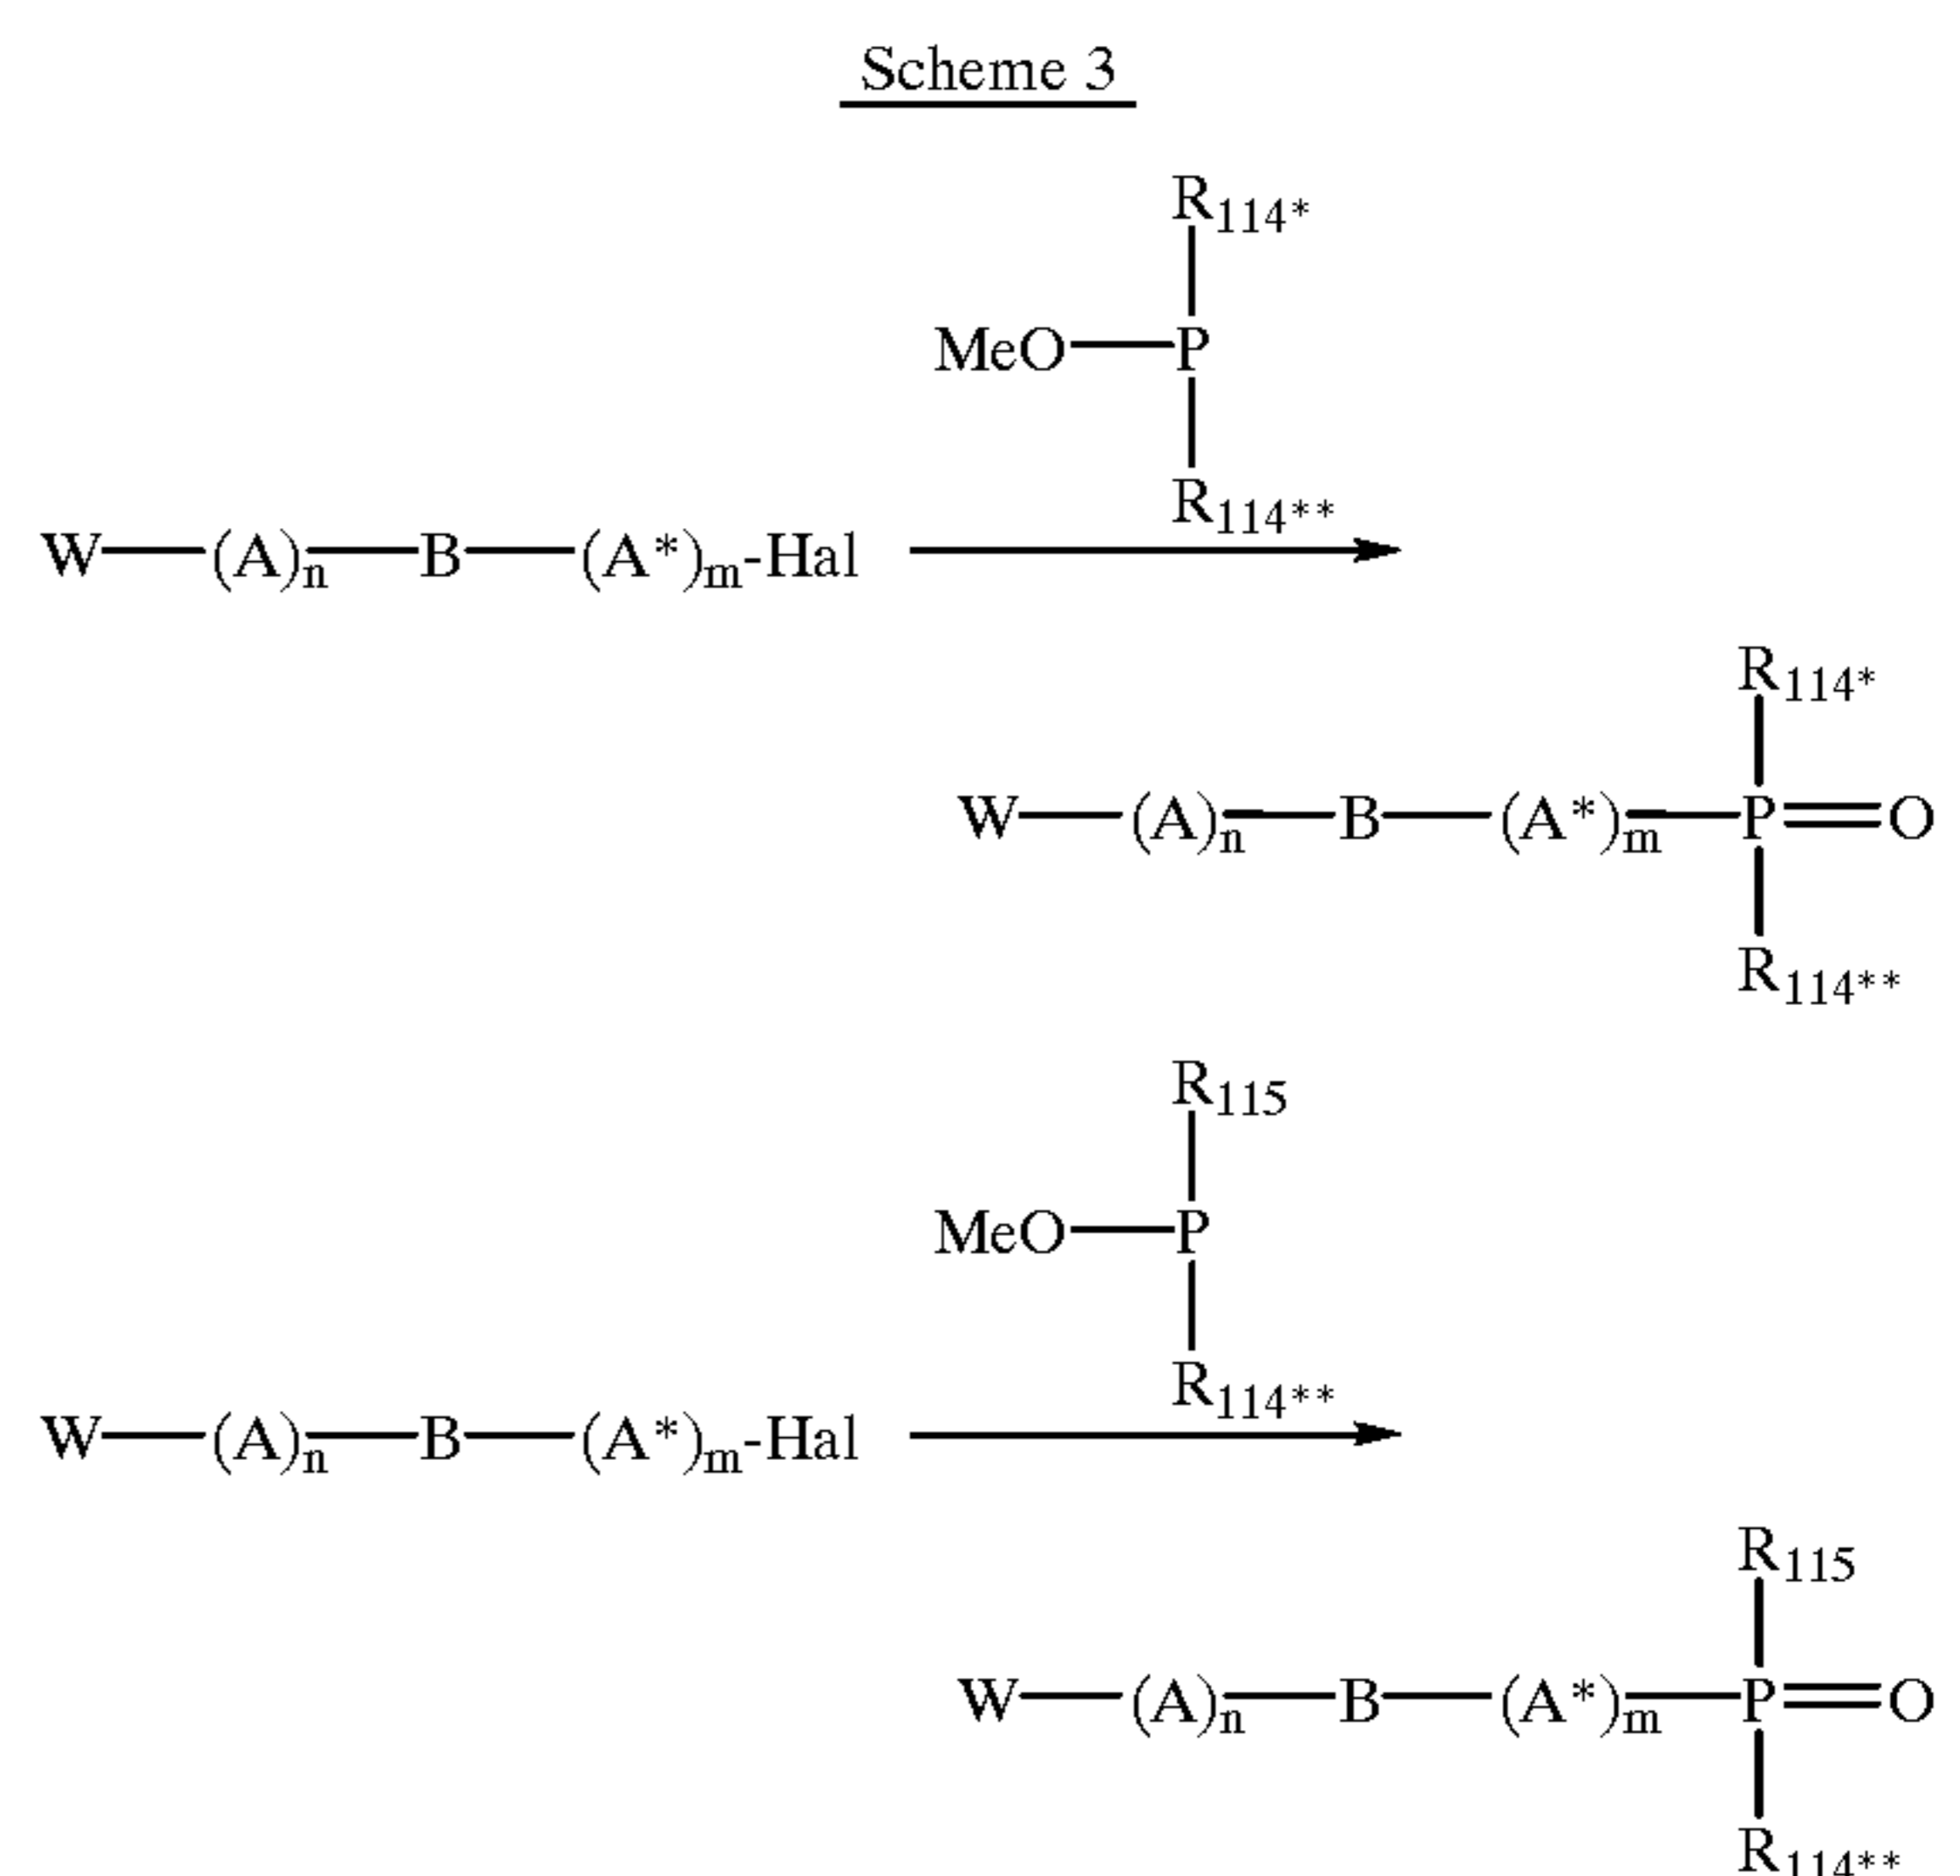 Scheme 3
R114*
MeO—P
R114**
W—(A)n—B—(A*)m-Hal
R114*
W—(A)n—B—(A*)m—P=O
R114**
R115
MeO—P
R114**
W—(A)n—B—(A*)m-Hal
R115
W—(A)n—B—(A*)m—P=O
R114**